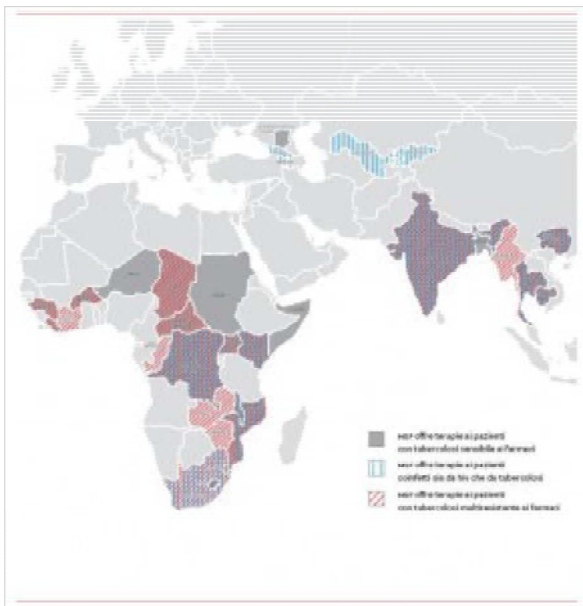 MSF offre terapie ai pazienti
con tubercolosi sensibile ai farmaci
MSF offre terapie ai pazienti
coinfetti sia da hiv che da tubercolosi
MSF offre terapie ai pazienti
con tubercolosi multiresistente ai farmaci